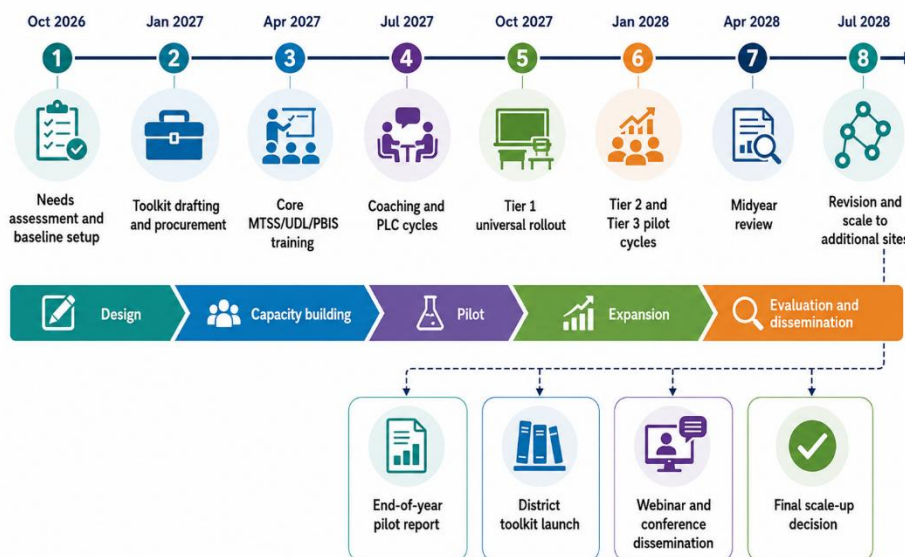 Oct 2026
Jan 2027
Apr 2027
Jul 2027
Oct 2027
Jan 2028
Apr 2028
Jul 2028
1
2
3
4
5
6
7
8
Needs
assessment and
baseline setup
Toolkit drafting
and procurement
Core
MTSS/UDL/PBIS
training
Coaching and
PLC cycles
Tier 1
universal rollout
Tier 2 and
Tier 3 pilot
cycles
Midyear
review
Revision and
scale to
additional sites
Design
Capacity building
Pilot
Expansion
Evaluation and
dissemination
End-of-year
pilot report
District
toolkit launch
Webinar and
conference
dissemination
Final scale-up
decision